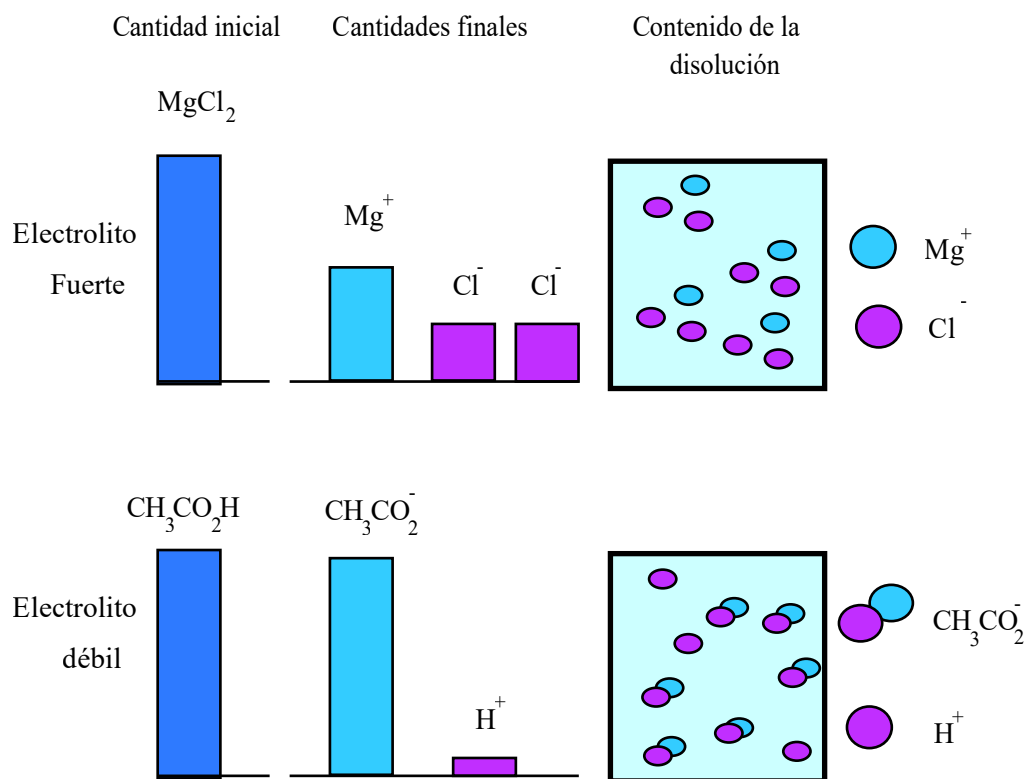 Cantidad inicial
Cantidades finales
Contenido de la
disolución
MgCl₂
Electrolito
Fuerte
Mg⁺
Cl⁻
Cl⁻
Mg⁺
Cl⁻
CH₃CO₂H
CH₃CO₂⁻
Electrolito
débil
H⁺
CH₃CO₂⁻
H⁺